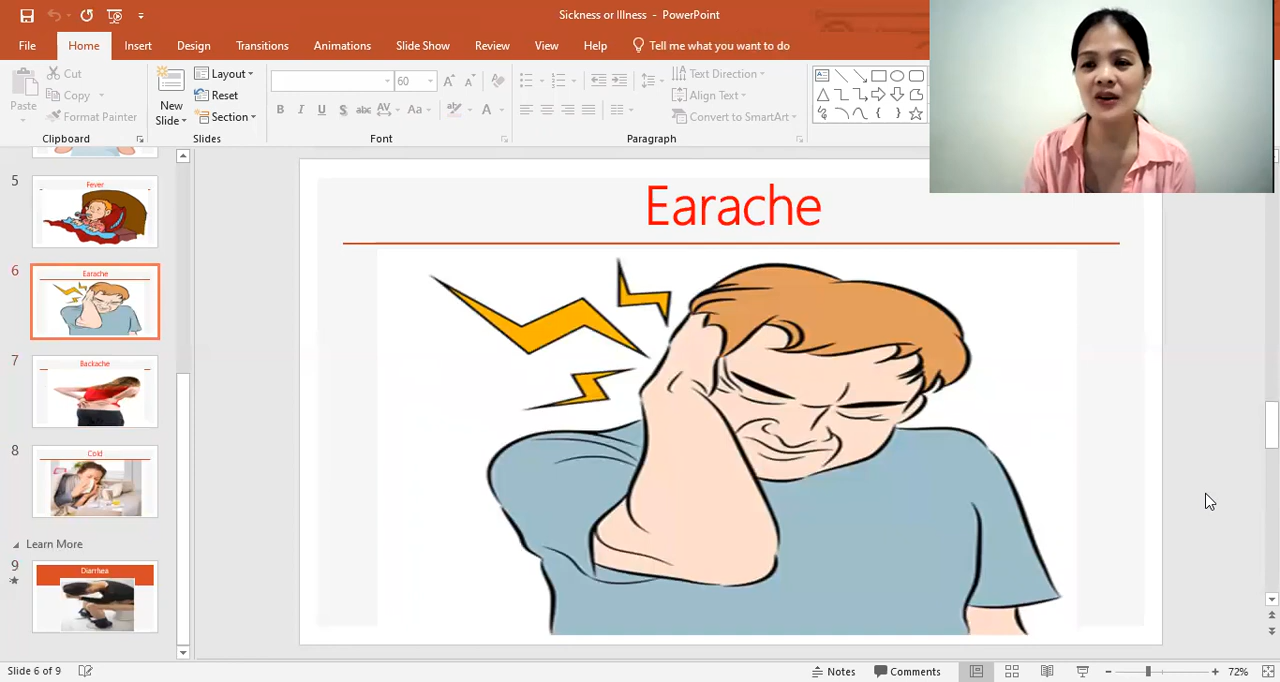 Sickness or Illness - PowerPoint
File Home Insert Design Transitions Animations Slide Show Review View Help Tell me what you want to do
Paste
Cut
Copy
Format Painter
Clipboard
New
Slide
Layout
Reset
Section
Slides
60
B I U S abc AV Aa A
Font
Paragraph
Text Direction
Align Text
Convert to SmartArt
5
Fever
6
Earache
7
Backache
8
Cold
Learn More
9
Diarrhea
Earache
Slide 6 of 9
Notes
Comments
72%